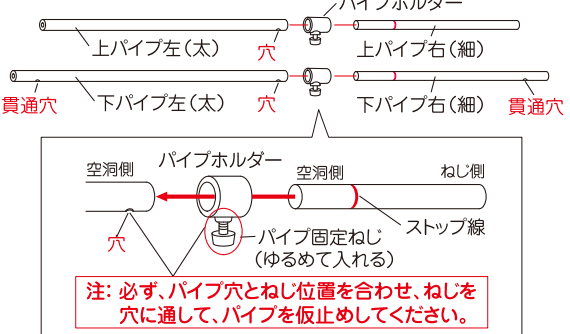 パイプホルダー
上パイプ左(太)
穴
上パイプ右(細)
貫通穴
下パイプ左(太)
穴
下パイプ右(細)
貫通穴
空洞側
パイプホルダー
空洞側
ねじ側
穴
パイプ固定ねじ
(ゆるめて入れる)
ストップ線
注: 必ず、パイプ穴とねじ位置を合わせ、ねじを
穴に通して、パイプを仮止めしてください。